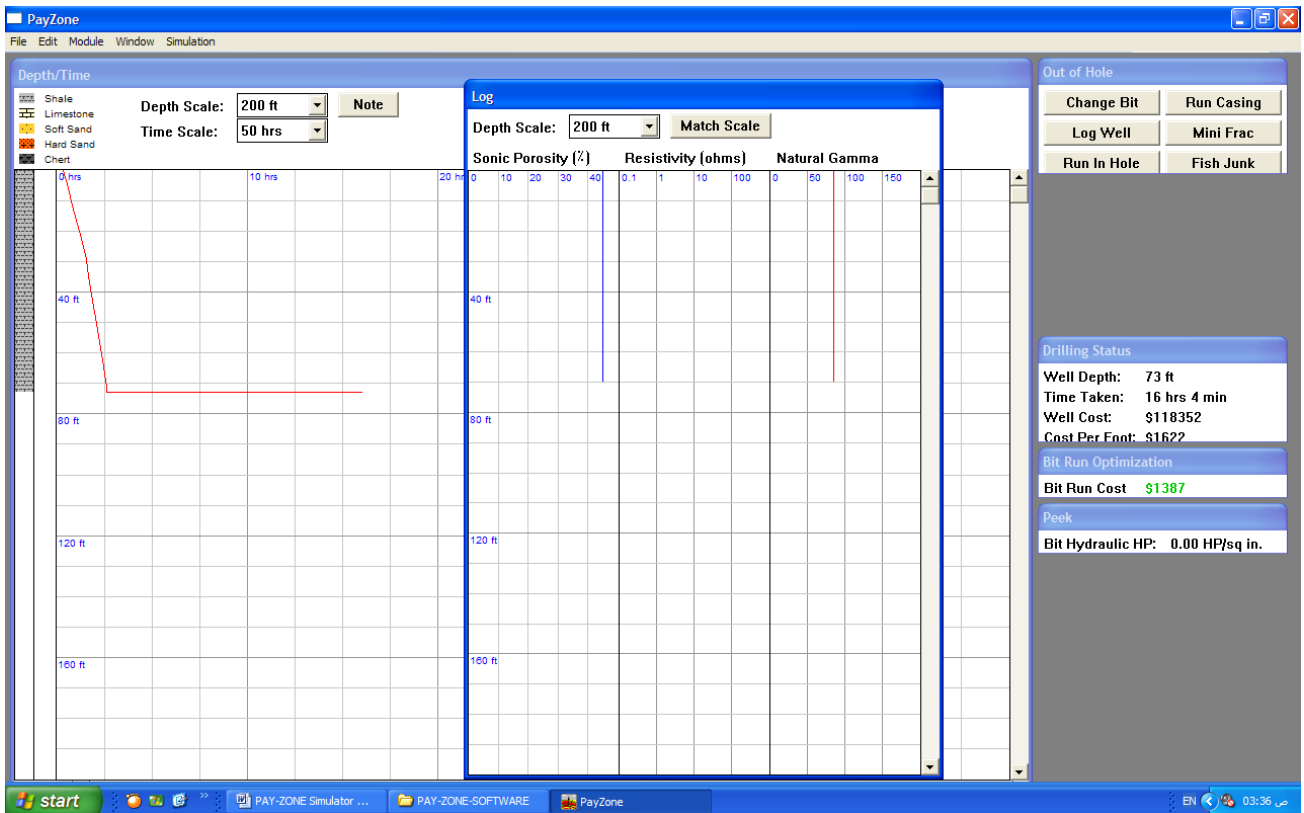 PayZone
File Edit Module Window Simulation
Depth/Time
Shale
Limestone
Soft Sand
Hard Sand
Chert
Depth Scale: 200 ft Note
Time Scale: 50 hrs
0 hrs 10 hrs 20 hr
40 ft
80 ft
120 ft
160 ft
Log
Depth Scale: 200 ft Match Scale
Sonic Porosity (%) Resistivity (ohms) Natural Gamma
0 10 20 30 40 0.1 1 10 100 0 50 100 150
40 ft
80 ft
120 ft
160 ft
Out of Hole
Change Bit Run Casing
Log Well Mini Frac
Run In Hole Fish Junk
Drilling Status
Well Depth: 73 ft
Time Taken: 16 hrs 4 min
Well Cost: $118352
Cost Per Foot: $1622
Bit Run Optimization
Bit Run Cost $1387
Peek
Bit Hydraulic HP: 0.00 HP/sq in.
start PAY-ZONE Simulator ... PAY-ZONE-SOFTWARE PayZone EN 03:36 ص